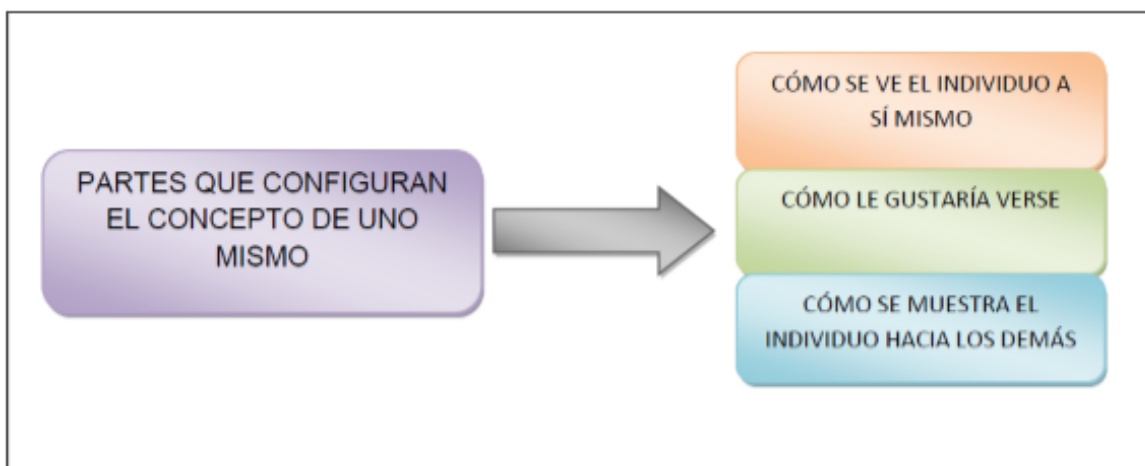 PARTES QUE CONFIGURAN
EL CONCEPTO DE UNO
MISMO
CÓMO SE VE EL INDIVIDUO A
SÍ MISMO
CÓMO LE GUSTARÍA VERSE
CÓMO SE MUESTRA EL
INDIVIDUO HACIA LOS DEMÁS